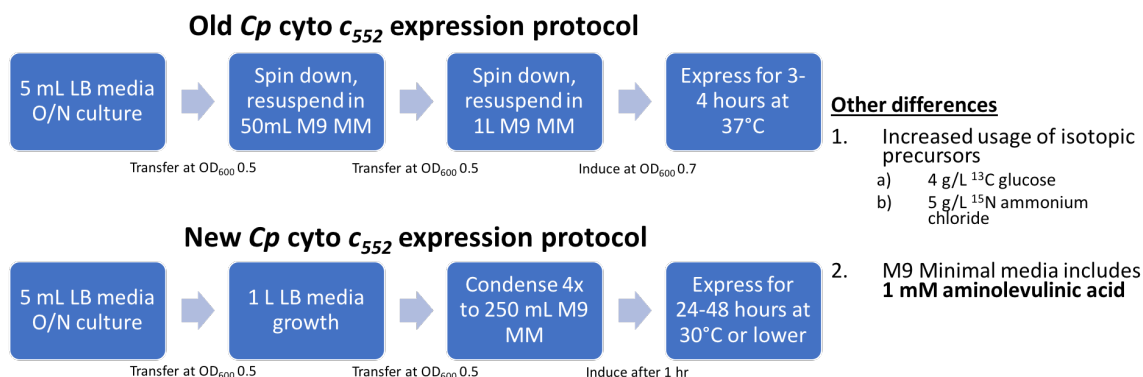 Old Cp cyto c552 expression protocol
5 mL LB media
O/N culture
Spin down,
resuspend in
50mL M9 MM
Spin down,
resuspend in
1L M9 MM
Express for 3-
4 hours at
37°C
Transfer at OD600 0.5
Transfer at OD600 0.5
Induce at OD600 0.7
New Cp cyto c552 expression protocol
5 mL LB media
O/N culture
1 L LB media
growth
Condense 4x
to 250 mL M9
MM
Express for
24-48 hours at
30°C or lower
Transfer at OD600 0.5
Transfer at OD600 0.5
Induce after 1 hr
Other differences
1. Increased usage of isotopic
precursors
a) 4 g/L 13C glucose
b) 5 g/L 15N ammonium
chloride
2. M9 Minimal media includes
1 mM aminolevulinic acid